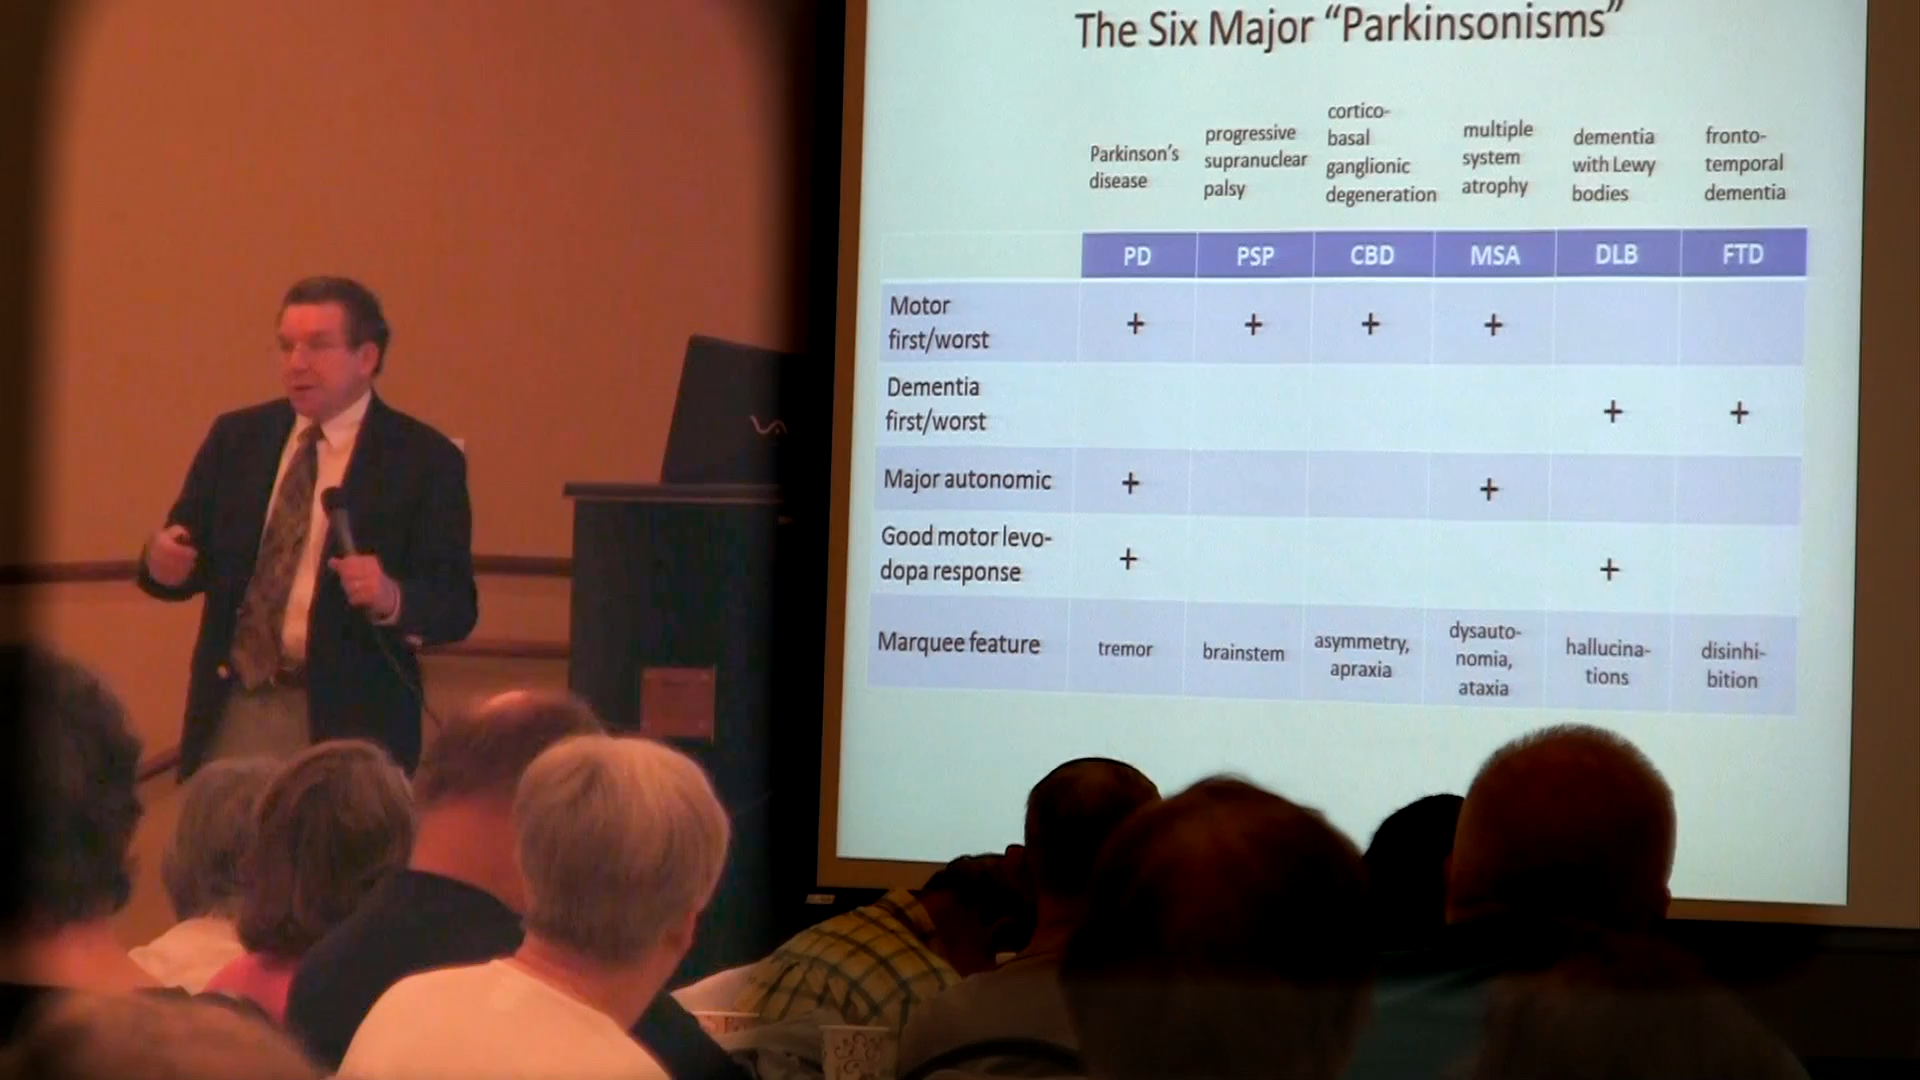 The Six Major “Parkinsonisms”
Parkinson’s
disease
progressive
supranuclear
palsy
cortico-
basal
ganglionic
degeneration
multiple
system
atrophy
dementia
with Lewy
bodies
fronto-
temporal
dementia
PD PSP CBD MSA DLB FTD
Motor
first/worst
+ + + +
Dementia
first/worst
+ +
Major autonomic
+ +
Good motor levo-
dopa response
+ +
Marquee feature
tremor
brainstem
asymmetry,
apraxia
dysauto-
nomia,
ataxia
hallucina-
tions
disinhi-
bition